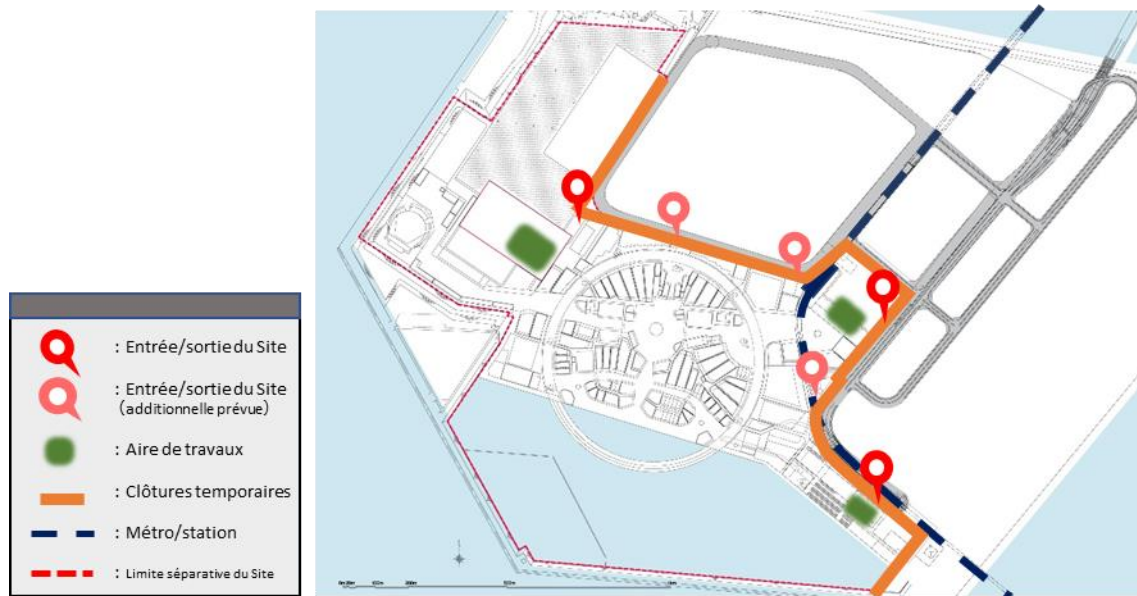 : Entrée/sortie du Site
: Entrée/sortie du Site
(additionnelle prévue)
: Aire de travaux
: Clôtures temporaires
: Métro/station
: Limite séparative du Site